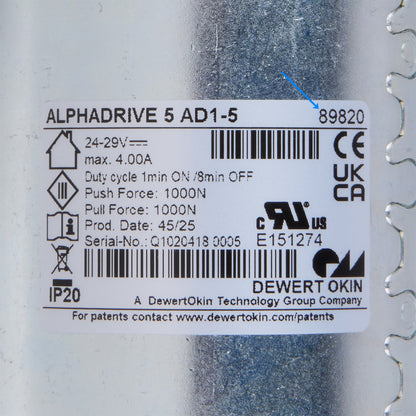 ALPHADRIVE 5 AD1-5 89820
24-29V⎓
max. 4.00A
Duty cycle 1min ON /8min OFF
Push Force: 1000N
Pull Force: 1000N
Prod. Date: 45/25
Serial-No.: Q1020418 0005
CE
UK
CA
c RU us
E151274
III
i
IP20
DEWERT OKIN
A DewertOkin Technology Group Company
For patents contact www.dewertokin.com/patents